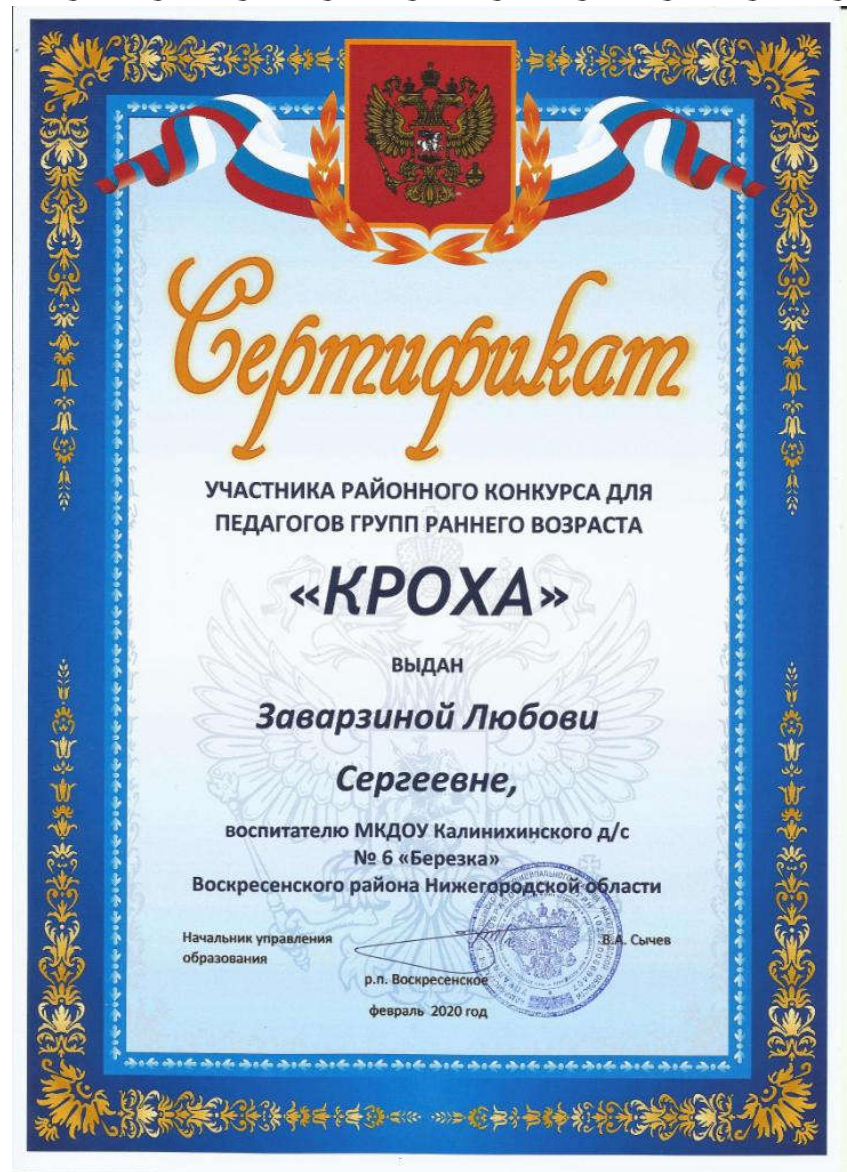 Сертификат
УЧАСТНИКА РАЙОННОГО КОНКУРСА ДЛЯ
ПЕДАГОГОВ ГРУПП РАННЕГО ВОЗРАСТА
«КРОХА»
ВЫДАН
Заварзиной Любови
Сергеевне,
воспитателю МКДОУ Калинихинского д/с
№ 6 «Березка»
Воскресенского района Нижегородской области
Начальник управления
образования
В.А. Сычев
р.п. Воскресенское
февраль 2020 год